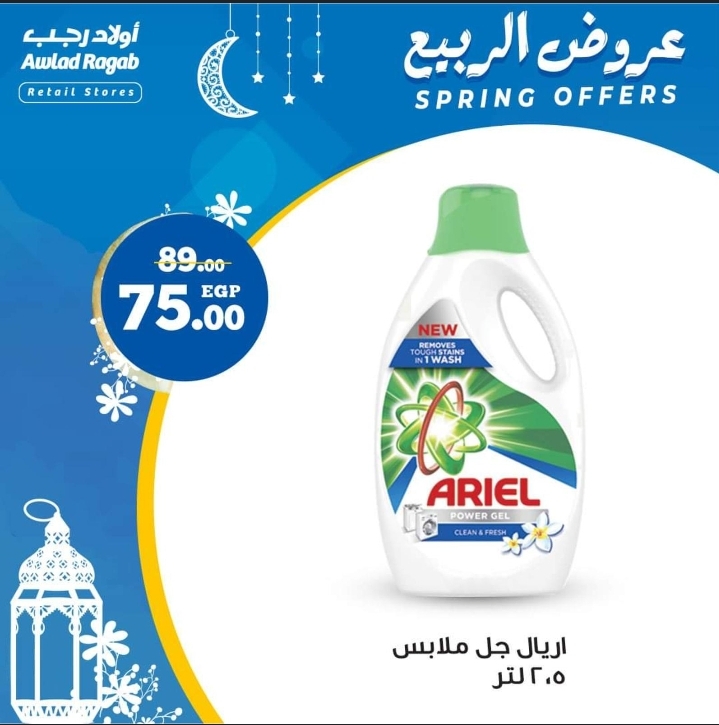 أولاد رجب
Awlad Ragab
Retail Stores
عروض الربيع
SPRING OFFERS
89.00
75.00 EGP
NEW
REMOVES
TOUGH STAINS
IN 1 WASH
ARIEL
POWER GEL
CLEAN & FRESH
اريال جل ملابس
٢،٥ لتر